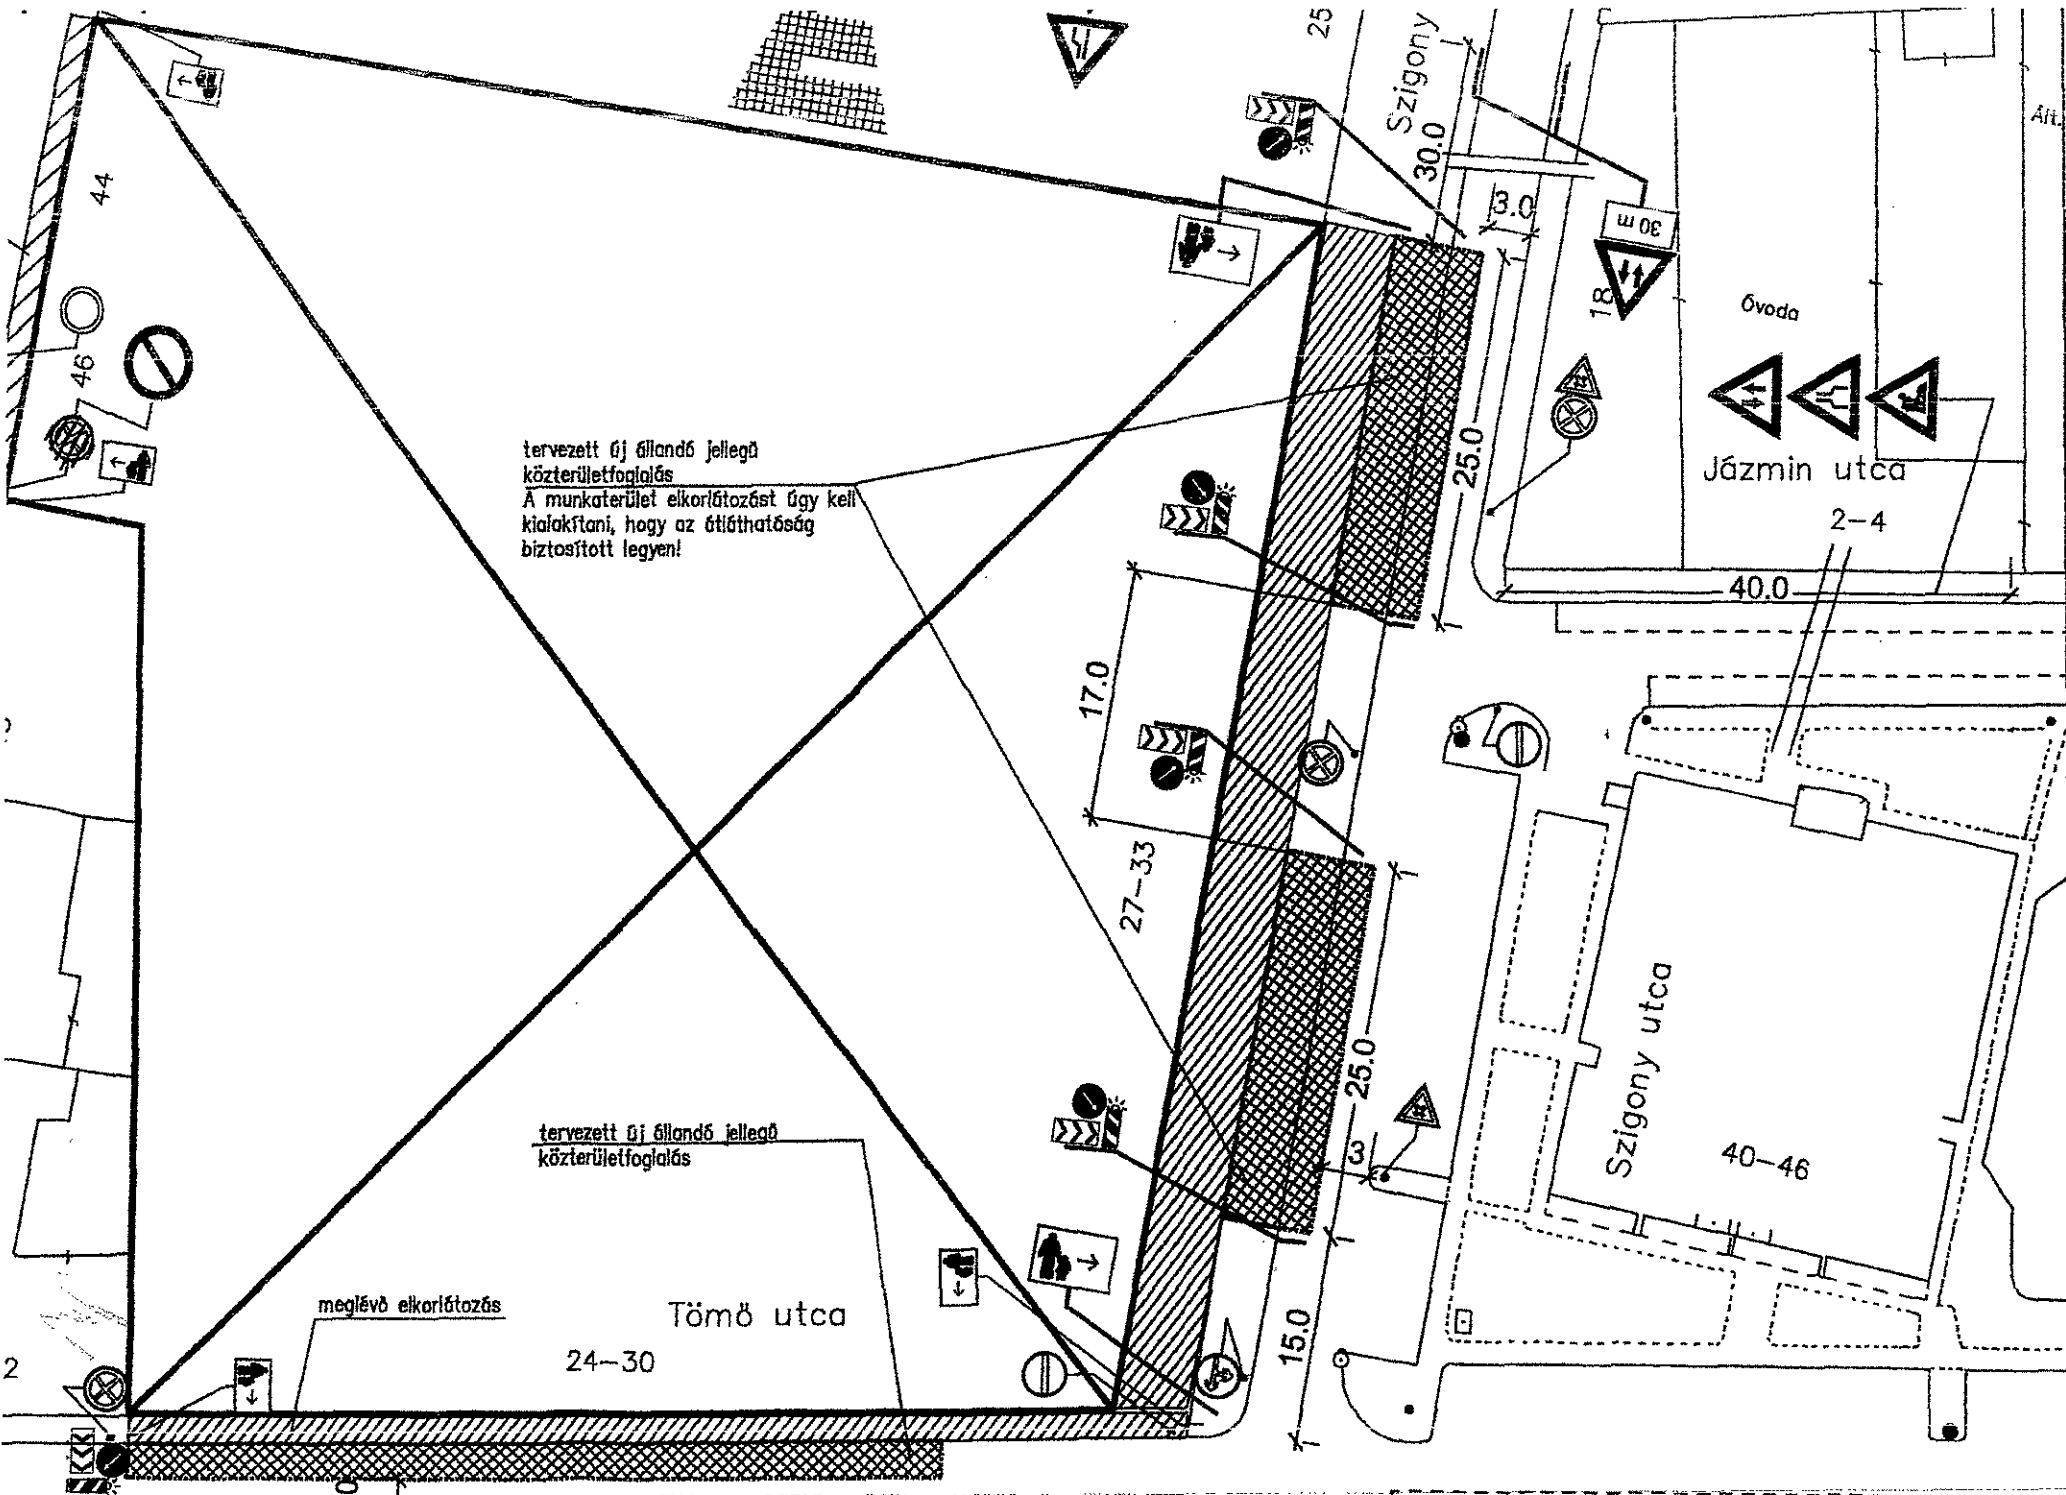 25
Szigony
30.0
3.0
30 m
18
Óvoda
Ált.
44
46
tervezett új állandó jellegű
közterületfoglalás
A munkaterület elkorlátozást úgy kell
kialakítani, hogy az átláthatóság
biztosított legyen!
25.0
Jázmin utca
2-4
40.0
17.0
27-33
25.0
3
Szigony utca
40-46
tervezett új állandó jellegű
közterületfoglalás
meglévő elkorlátozás
Tömő utca
24-30
15.0
2